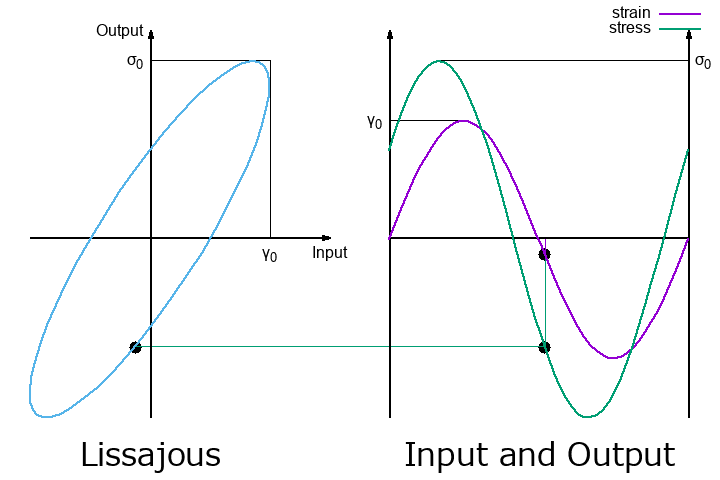 strain
stress
Output
σ0
σ0
γ0
γ0
Input
Lissajous
Input and Output